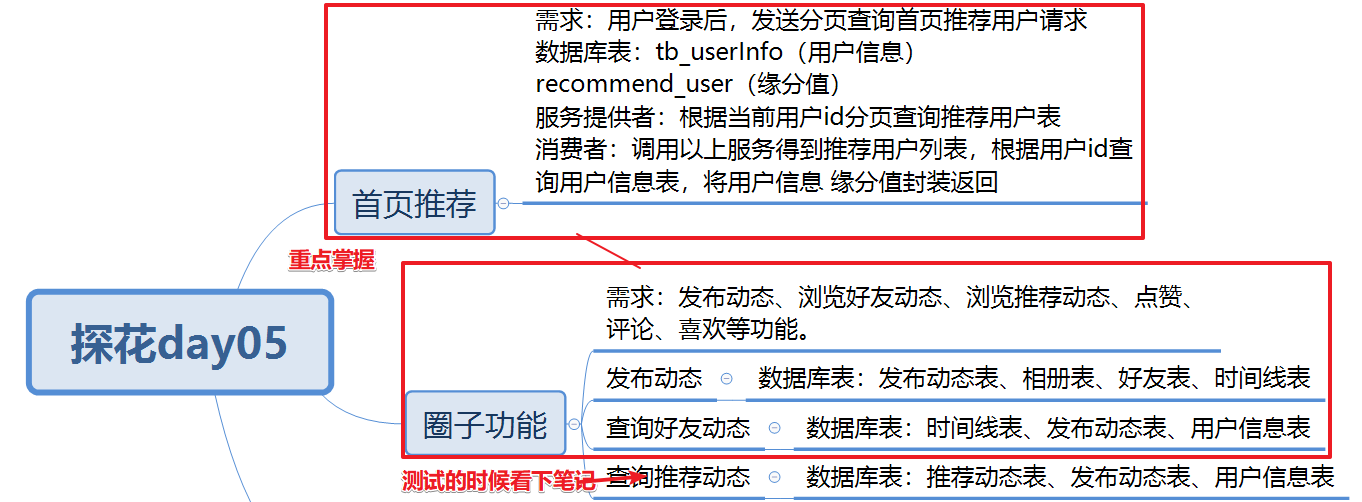 需求：用户登录后，发送分页查询首页推荐用户请求
数据库表：tb_userInfo（用户信息）
recommend_user（缘分值）
服务提供者：根据当前用户id分页查询推荐用户表
消费者：调用以上服务得到推荐用户列表，根据用户id查
询用户信息表，将用户信息 缘分值封装返回
首页推荐
重点掌握
探花day05
需求：发布动态、浏览好友动态、浏览推荐动态、点赞、
评论、喜欢等功能。
发布动态
数据库表：发布动态表、相册表、好友表、时间线表
圈子功能
查询好友动态
数据库表：时间线表、发布动态表、用户信息表
测试的时候看下笔记
查询推荐动态
数据库表：推荐动态表、发布动态表、用户信息表